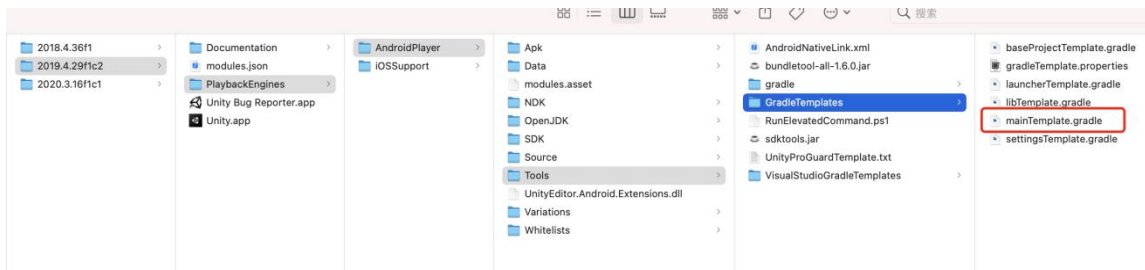 搜索
2018.4.36f1
2019.4.29f1c2
2020.3.16f1c1
Documentation
modules.json
PlaybackEngines
Unity Bug Reporter.app
Unity.app
AndroidPlayer
iOSSupport
Apk
Data
modules.asset
NDK
OpenJDK
SDK
Source
Tools
UnityEditor.Android.Extensions.dll
Variations
Whitelists
AndroidNativeLink.xml
bundletool-all-1.6.0.jar
gradle
GradleTemplates
RunElevatedCommand.ps1
sdktools.jar
UnityProGuardTemplate.txt
VisualStudioGradleTemplates
baseProjectTemplate.gradle
gradleTemplate.properties
launcherTemplate.gradle
libTemplate.gradle
mainTemplate.gradle
settingsTemplate.gradle